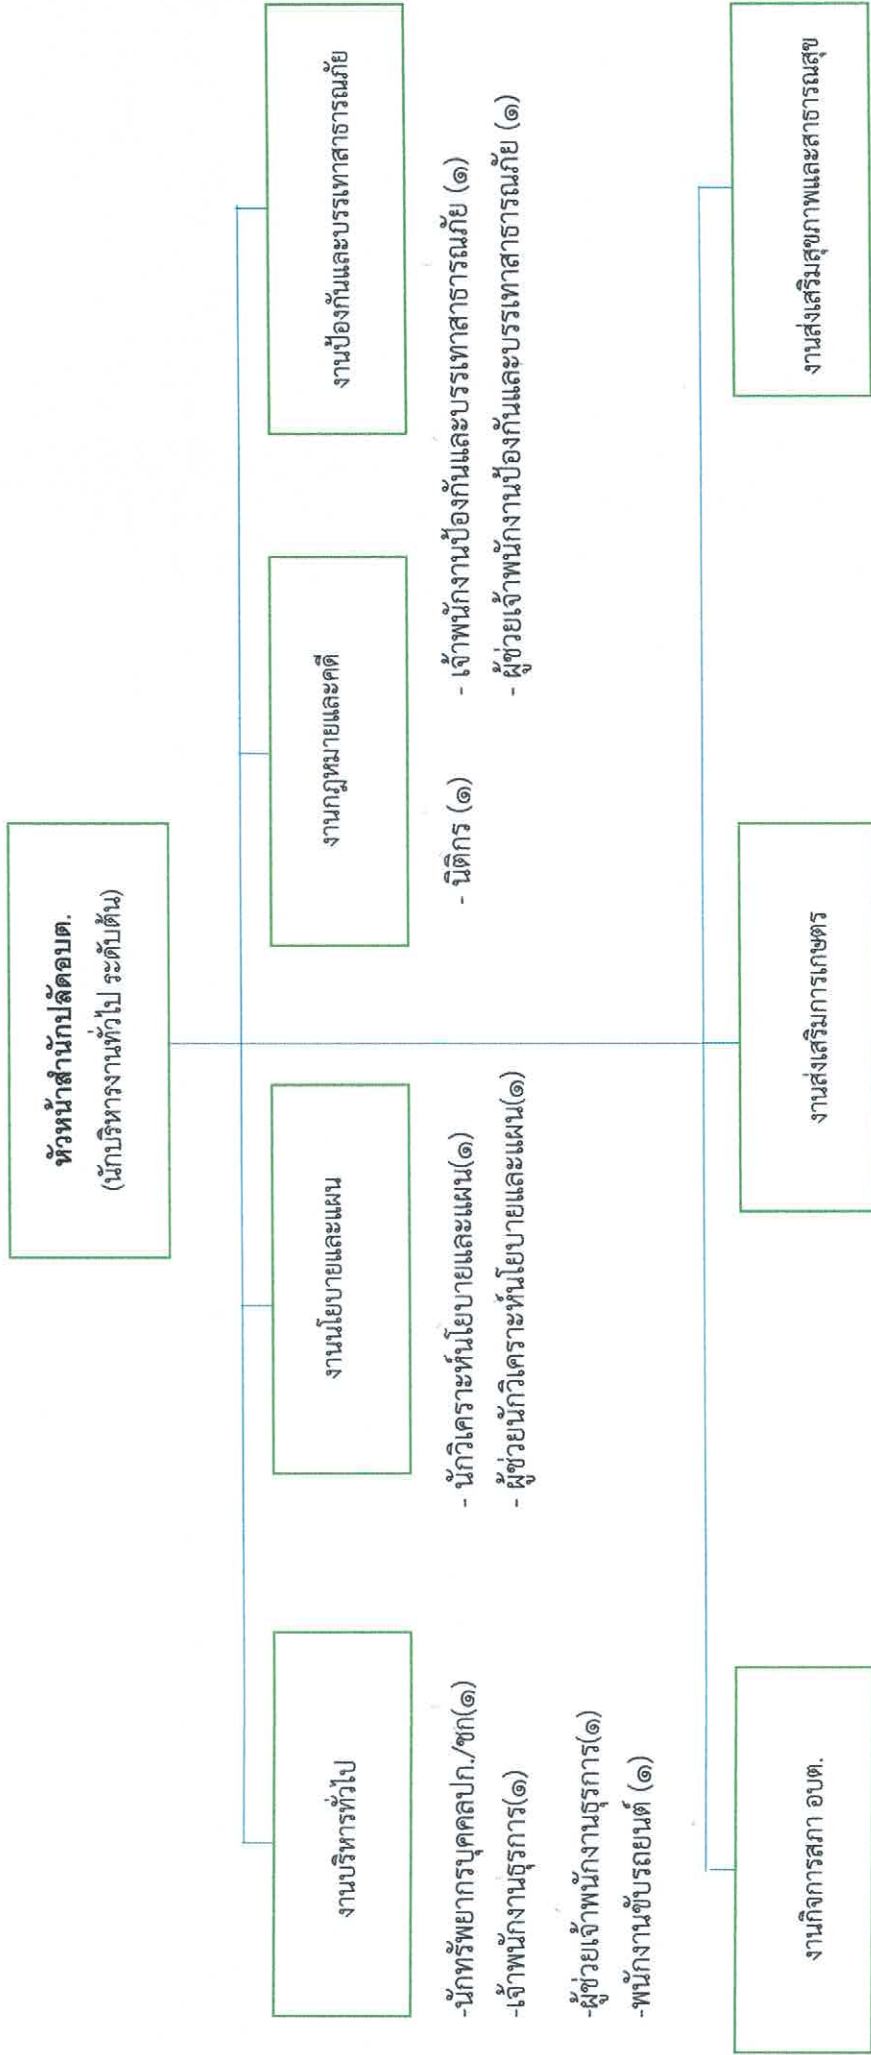 หัวหน้าสำนักปลัดอบต.
(นักบริหารงานทั่วไป ระดับต้น)
งานบริหารทั่วไป
งานนโยบายและแผน
งานกฎหมายและคดี
งานป้องกันและบรรเทาสาธารณภัย
-นักทรัพยากรบุคคลปก./ชก(๑)
-เจ้าพนักงานธุรการ(๑)
-ผู้ช่วยเจ้าพนักงานธุรการ(๑)
-พนักงานขับรถยนต์ (๑)
- นักวิเคราะห์นโยบายและแผน(๑)
- ผู้ช่วยนักวิเคราะห์นโยบายและแผน(๑)
- นิติกร (๑)
- เจ้าพนักงานป้องกันและบรรเทาสาธารณภัย (๑)
- ผู้ช่วยเจ้าพนักงานป้องกันและบรรเทาสาธารณภัย (๑)
งานกิจการสภา อบต.
งานส่งเสริมการเกษตร
งานส่งเสริมสุขภาพและสาธารณสุข